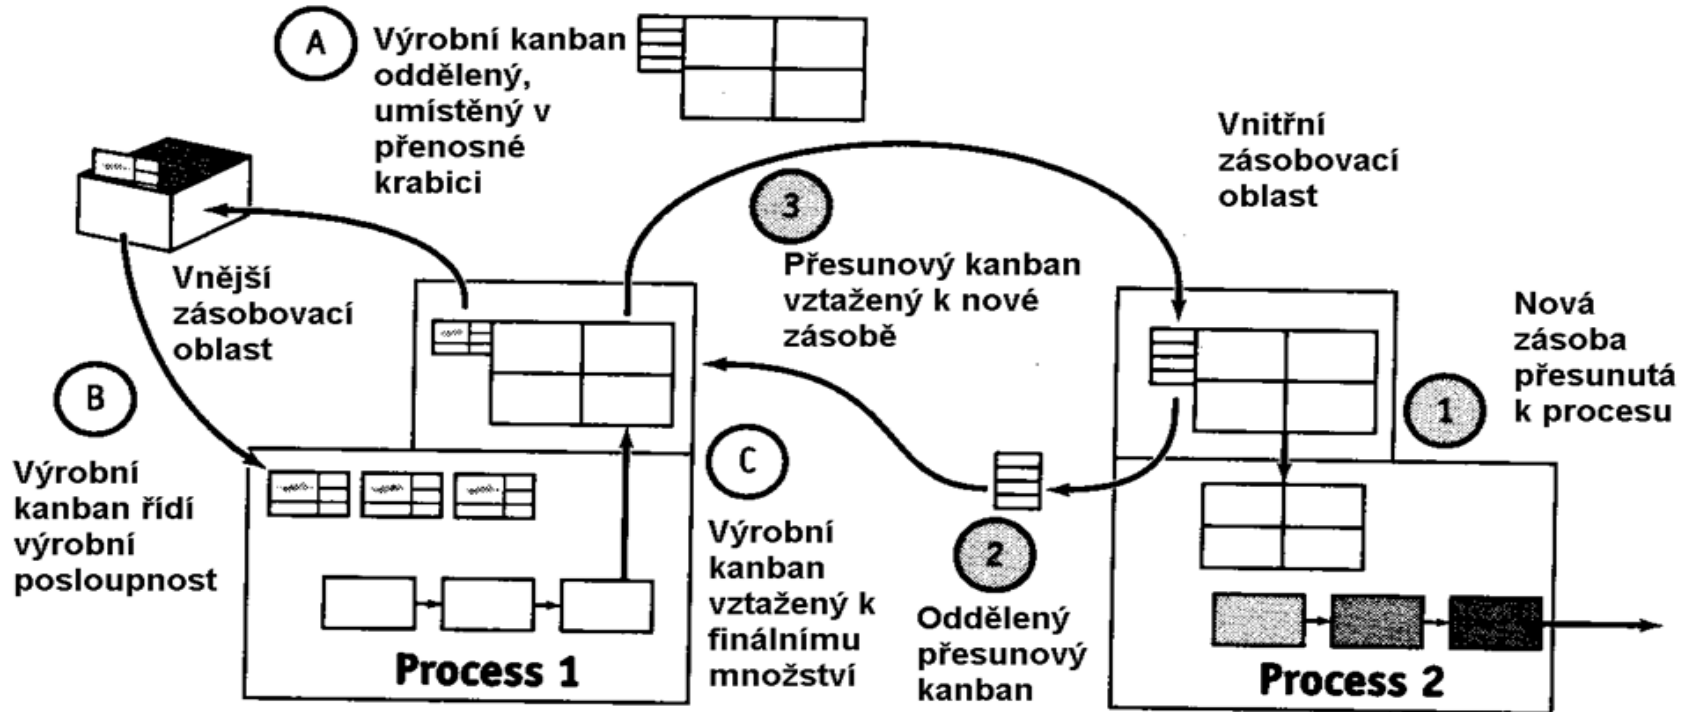 A
Výrobní kanban
oddělený,
umístěný v
přenosné
krabici
Vnější
zásobovací
oblast
B
Výrobní
kanban řídí
výrobní
posloupnost
Process 1
C
Výrobní
kanban
vztažený k
finálnímu
množství
3
Přesunový kanban
vztažený k nové
zásobě
2
Oddělený
přesunový
kanban
Vnitřní
zásobovací
oblast
1
Nová
zásoba
přesunutá
k procesu
Process 2